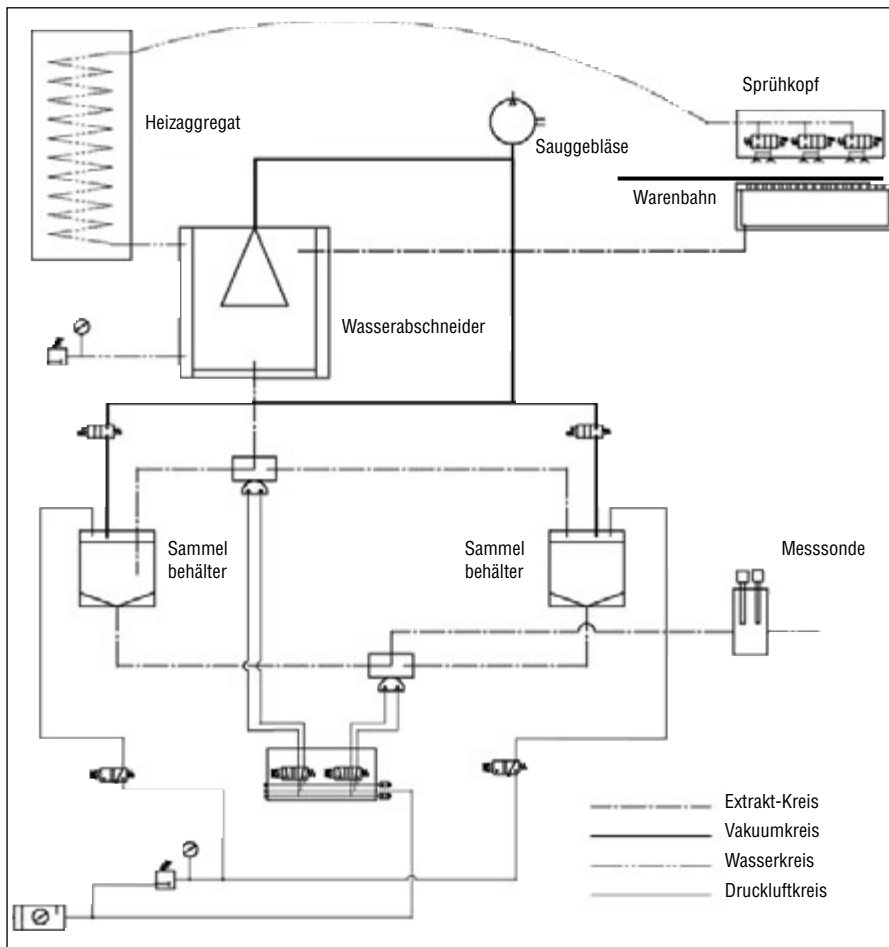 Sprühkopf
Heizaggregat
Sauggebläse
Warenbahn
Wasserabschneider
Sammel
behälter
Sammel
behälter
Messsonde
Extrakt-Kreis
Vakuumkreis
Wasserkreis
Druckluftkreis